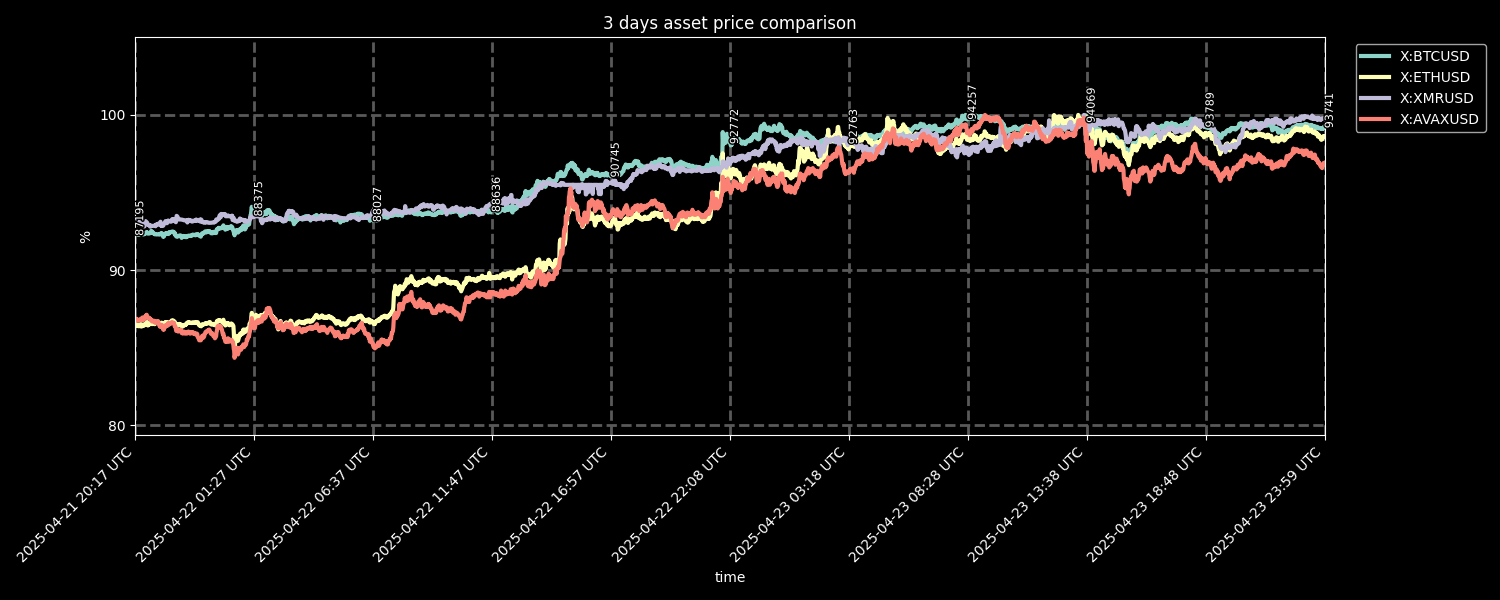 3 days asset price comparison
X:BTCUSD
X:ETHUSD
X:XMRUSD
X:AVAXUSD
100
90
80
%
87195
88375
88027
88636
90745
92772
92763
94257
94069
93789
93741
2025-04-21 20:17 UTC
2025-04-22 01:27 UTC
2025-04-22 06:37 UTC
2025-04-22 11:47 UTC
2025-04-22 16:57 UTC
2025-04-22 22:08 UTC
2025-04-23 03:18 UTC
2025-04-23 08:28 UTC
2025-04-23 13:38 UTC
2025-04-23 18:48 UTC
2025-04-23 23:59 UTC
time